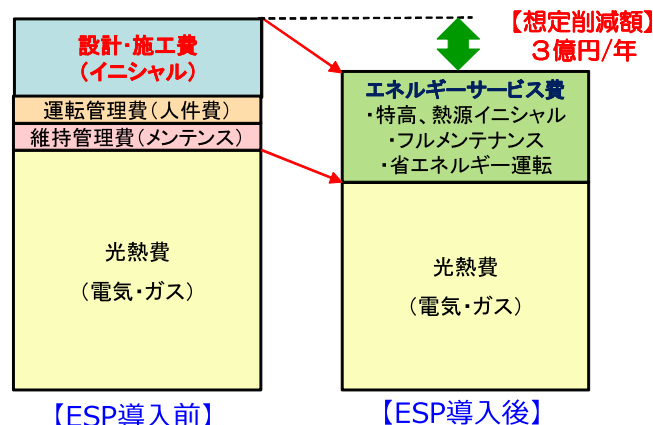 設計・施工費
（イニシャル）
運転管理費（人件費）
維持管理費（メンテンス）
光熱費
（電気・ガス）
【ESP導入前】
【想定削減額】
３億円/年
エネルギーサービス費
・特高、熱源イニシャル
・フルメンテナンス
・省エネルギー運転
光熱費
（電気・ガス）
【ESP導入後】